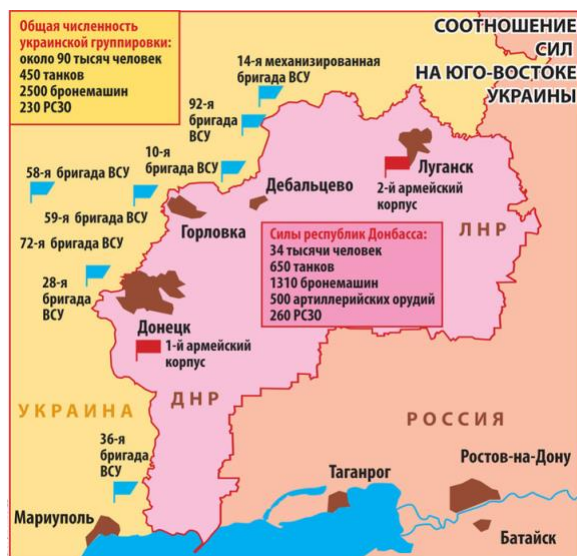 Общая численность
украинской группировки:
около 90 тысяч человек
450 танков
2500 бронемашин
230 РСЗО
СООТНОШЕНИЕ
СИЛ
НА ЮГО-ВОСТОКЕ
УКРАИНЫ
14-я механизированная
бригада ВСУ
92-я
бригада
ВСУ
10-я
бригада ВСУ
58-я бригада ВСУ
59-я бригада ВСУ
72-я бригада ВСУ
28-я
бригада
ВСУ
Луганск
2-й армейский
корпус
Дебальцево
Горловка
ЛНР
Силы республик Донбасса:
34 тысячи человек
650 танков
1310 бронемашин
500 артиллерийских орудий
260 РСЗО
Донецк
1-й армейский
корпус
ДНР
УКРАИНА
РОССИЯ
36-я
бригада
ВСУ
Мариуполь
Таганрог
Ростов-на-Дону
Батайск